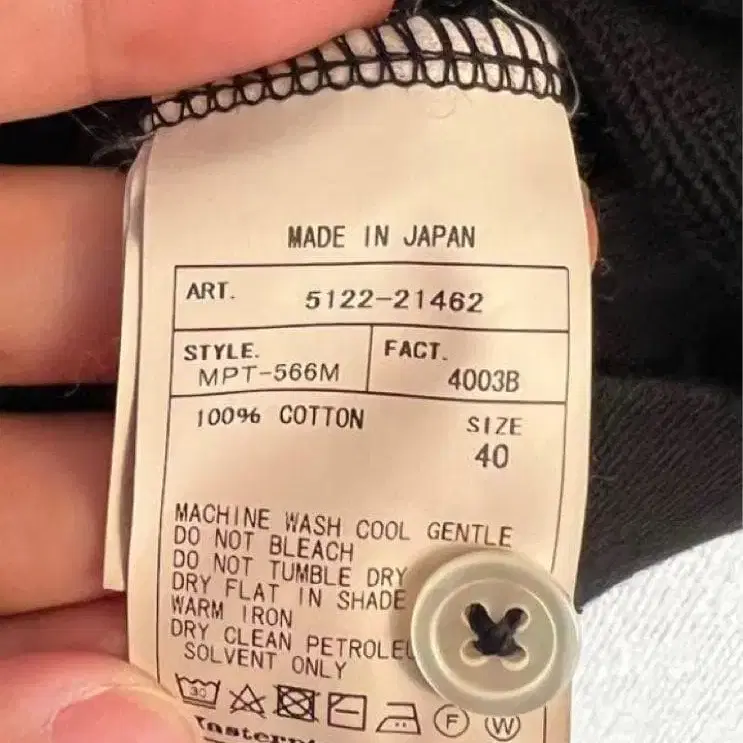 MADE IN JAPAN
ART. 5122-21462
STYLE. FACT.
MPT-566M 4003B
100% COTTON SIZE
40
MACHINE WASH COOL GENTLE
DO NOT BLEACH
DO NOT TUMBLE DRY
DRY FLAT IN SHADE
WARM IRON
DRY CLEAN
SOLVENT ONLY
30 F W